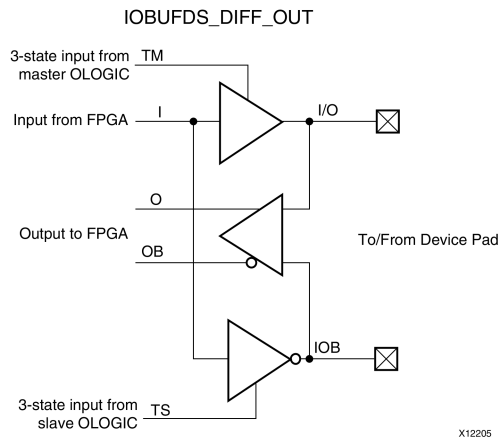 IOBUFDS_DIFF_OUT
3-state input from
master OLOGIC
TM
Input from FPGA
I
I/O
O
Output to FPGA
OB
To/From Device Pad
IOB
3-state input from
slave OLOGIC
TS
X12205